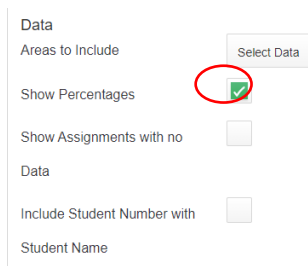 Data
Areas to Include
Select Data
Show Percentages
Show Assignments with no
Data
Include Student Number with
Student Name